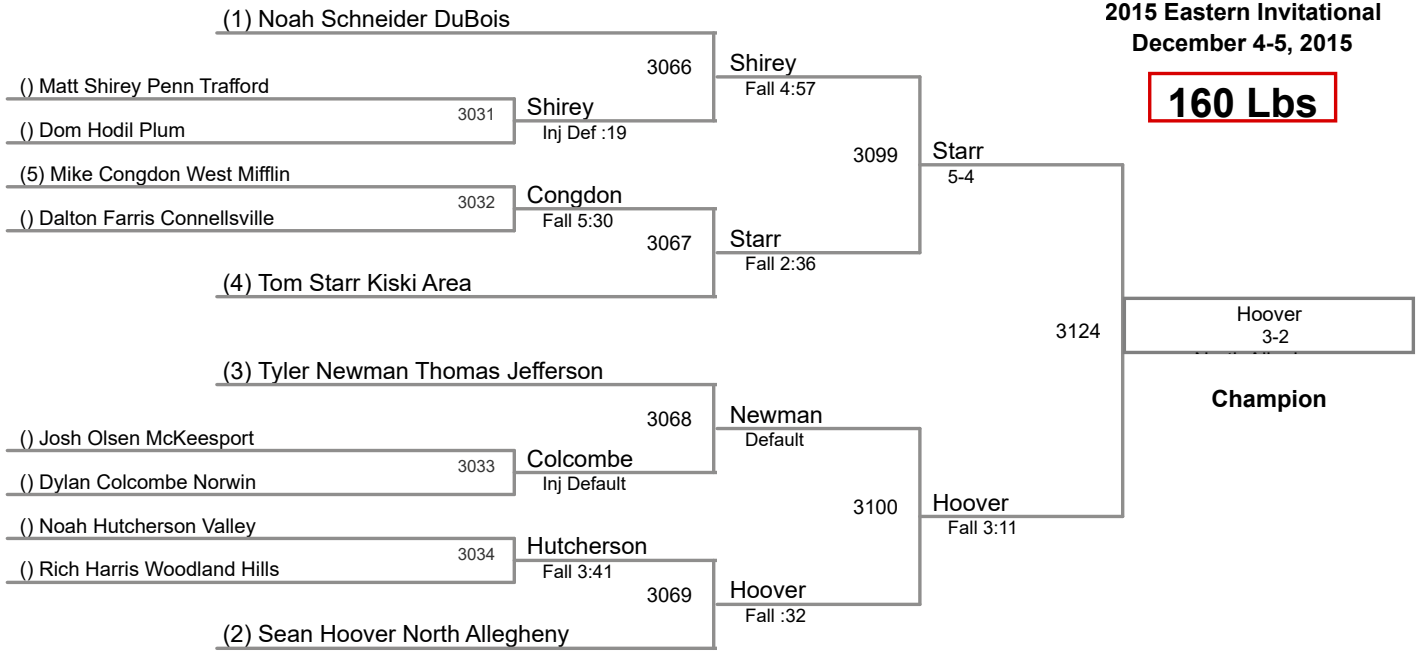 2015 Eastern Invitational
December 4-5, 2015
160 Lbs
(1) Noah Schneider DuBois
3066
Shirey
Fall 4:57
() Matt Shirey Penn Trafford
3031
Shirey
Inj Def :19
() Dom Hodil Plum
3099
Starr
5-4
(5) Mike Congdon West Mifflin
3032
Congdon
Fall 5:30
() Dalton Farris Connellsville
3067
Starr
Fall 2:36
(4) Tom Starr Kiski Area
3124
Hoover
3-2
Champion
(3) Tyler Newman Thomas Jefferson
3068
Newman
Default
() Josh Olsen McKeesport
3033
Colcombe
Inj Default
() Dylan Colcombe Norwin
3100
Hoover
Fall 3:11
() Noah Hutcherson Valley
3034
Hutcherson
Fall 3:41
() Rich Harris Woodland Hills
3069
Hoover
Fall :32
(2) Sean Hoover North Allegheny